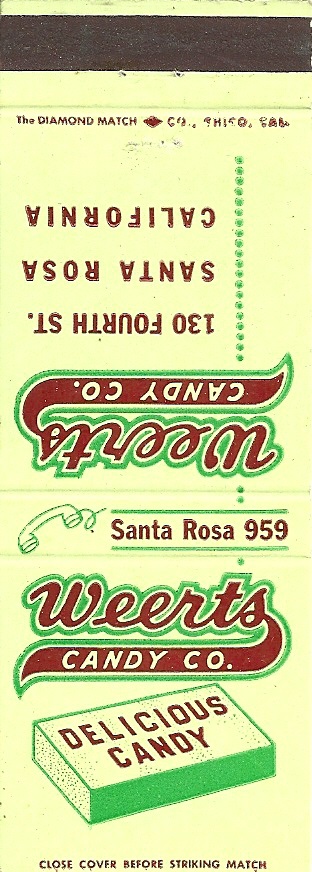 The DIAMOND MATCH CO., CHICO, CAL.
Weerts
CANDY CO.
130 FOURTH ST.
SANTA ROSA
CALIFORNIA
Santa Rosa 959
Weerts
CANDY CO.
DELICIOUS
CANDY
CLOSE COVER BEFORE STRIKING MATCH